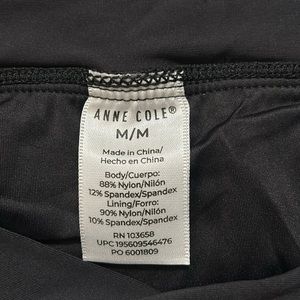 ANNE COLE®
M/M
Made in China/
Hecho en China
Body/Cuerpo:
88% Nylon/Nilón
12% Spandex/Spandex
Lining/Forro:
90% Nylon/Nilón
10% Spandex/Spandex
RN 103658
UPC 195609546476
PO 6001809